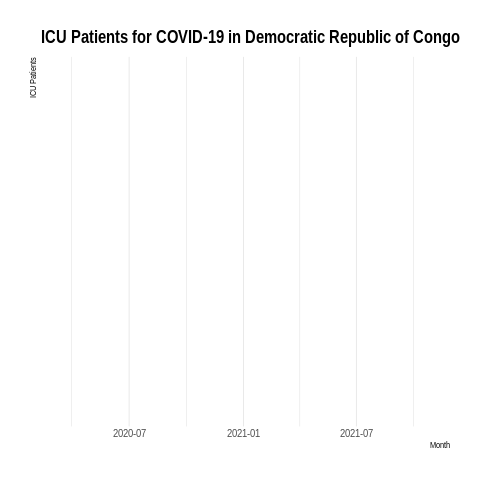 ICU Patients for COVID-19 in Democratic Republic of Congo
ICU Patients
2020-07
2021-01
2021-07
Month